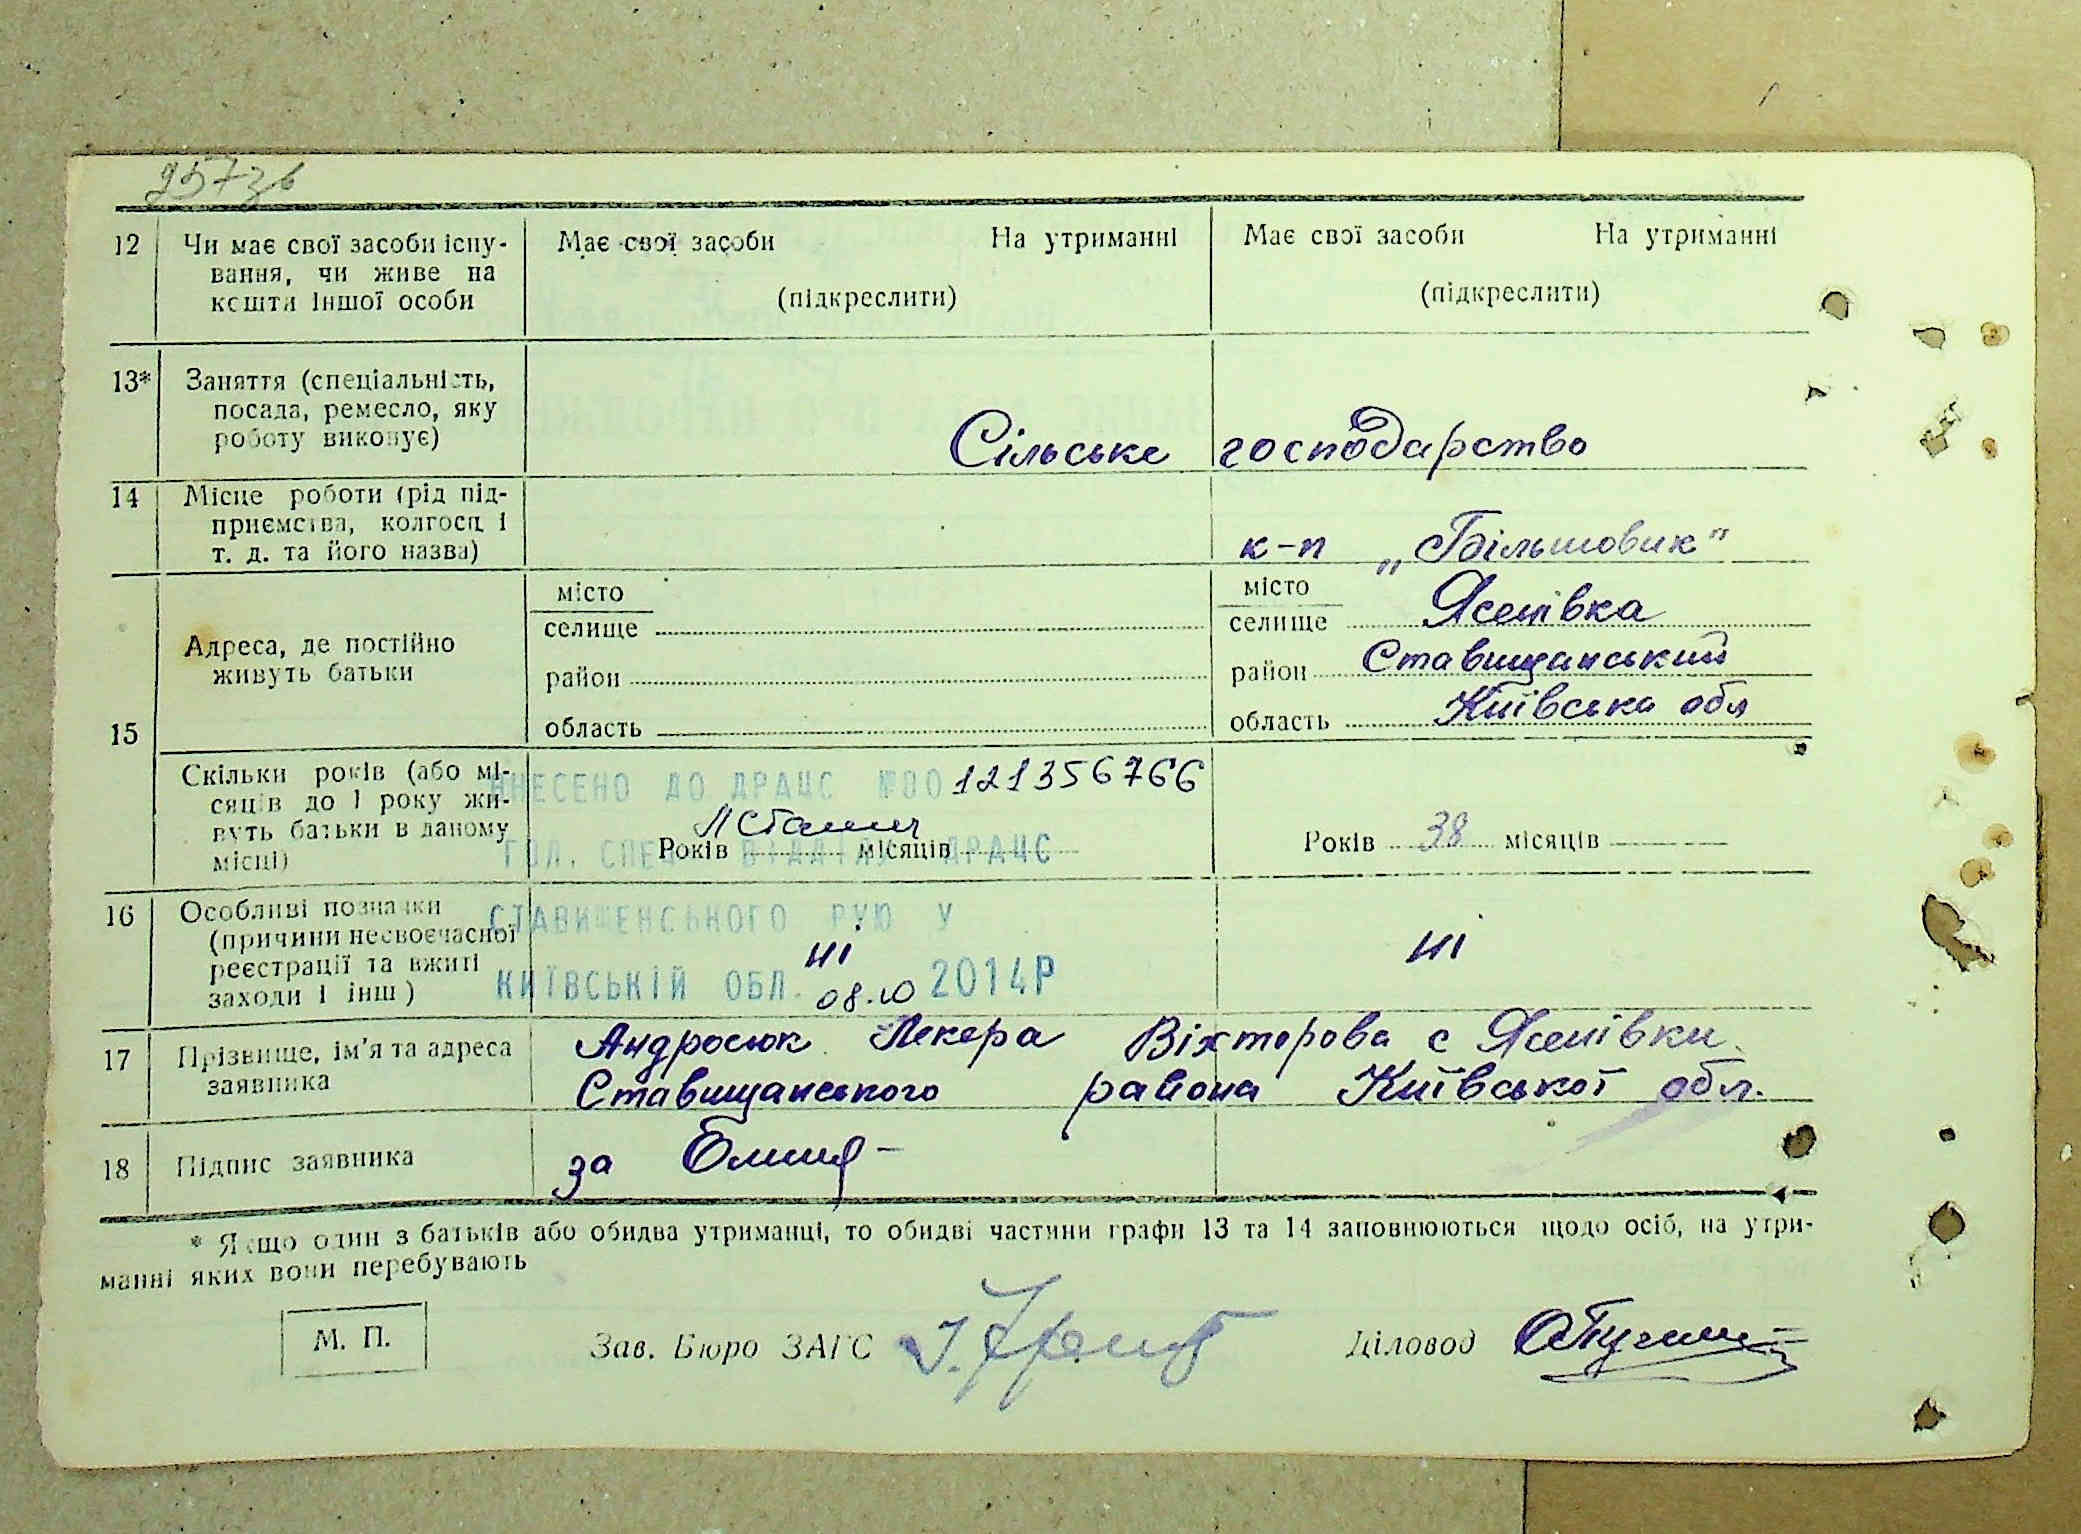 957зв
12 Чи має свої засоби існу- Має свої засоби На утриманні Має свої засоби На утриманні
вання, чи живе на
кошти іншої особи (підкреслити) (підкреслити)
13* Заняття (спеціальність,
посада, ремесло, яку
роботу виконує) Сільське господарство
14 Місце роботи (рід під-
приємства, колгосп і
т. д. та його назва) к-п „Більшовик"
15 місто місто
селище селище Ясенівка
Адреса, де постійно
живуть батьки
район район Ставищанський
15 область область Київська обл
Скільки років (або мі-
сяців до 1 року жи-
вуть батьки в даному
місці)
ВНЕСЕНО ДО ДРАЦС №00 121356766
Років місяців Років 38 місяців
ГОЛ. СПЕЦ ВІДДІЛУ ДРАЦС
16 Особливі позначки
(причини несвоєчасної
реєстрації та вжиті
заходи і інш) ні ні
СТАВИЩЕНСЬКОГО РУЮ У
КИЇВСЬКІЙ ОБЛ. 08.10 2014Р
17 Прізвище, ім'я та адреса
заявника
Андросюк Вікторова с Ясенівки
Ставищанського района Київської обл.
18 Підпис заявника за
* Якщо один з батьків або обидва утриманці, то обидві частини графи 13 та 14 заповнюються щодо осіб, на утри-
манні яких вони перебувають
М. П. Зав. Бюро ЗАГС Діловод